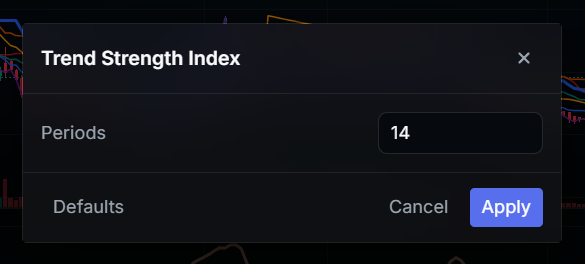 Trend Strength Index
Periods
14
Defaults
Cancel
Apply